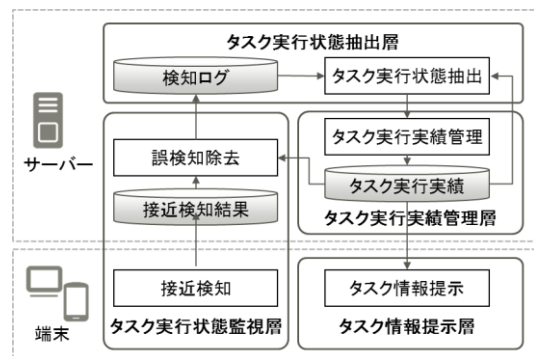 タスク実行状態抽出層
検知ログ
タスク実行状態抽出
タスク実行実績管理
誤検知除去
サーバー
タスク実行実績
接近検知結果
タスク実行実績管理層
接近検知
タスク情報提示
端末
タスク実行状態監視層
タスク情報提示層